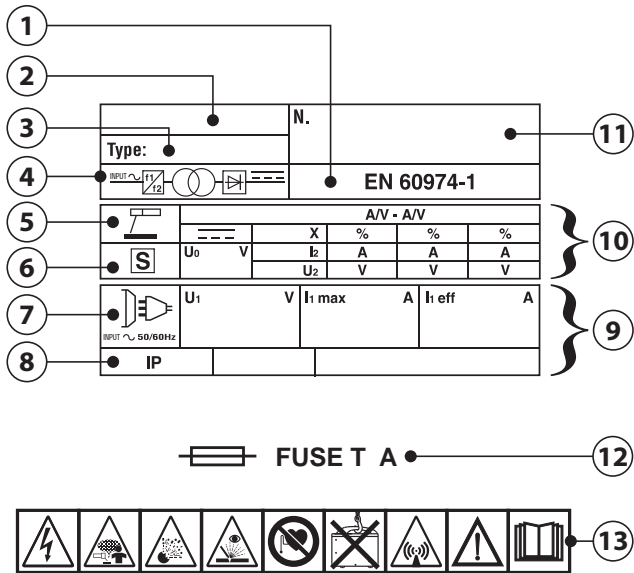 1
2
N.
3
Type:
11
4
INPUT f1/f2
EN 60974-1
5
A/V - A/V
X % % %
10
6
S
U0 V I2 A A A
U2 V V V
7
U1 V I1 max A I1 eff A
9
INPUT ~ 50/60Hz
8
IP
FUSE T A
12
13